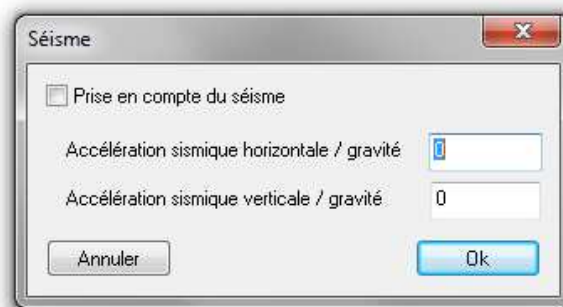 Séisme
Prise en compte du séisme
Accélération sismique horizontale / gravité 0
Accélération sismique verticale / gravité 0
Annuler Ok